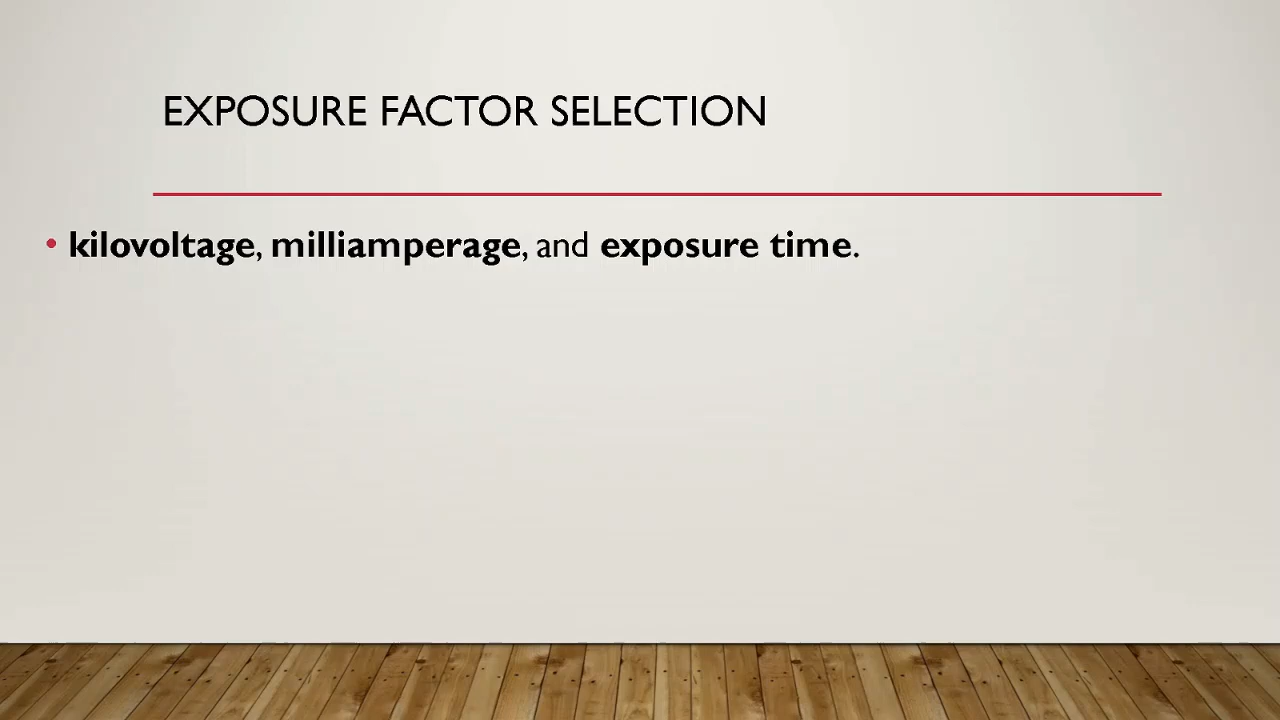 EXPOSURE FACTOR SELECTION
• kilovoltage, milliamperage, and exposure time.